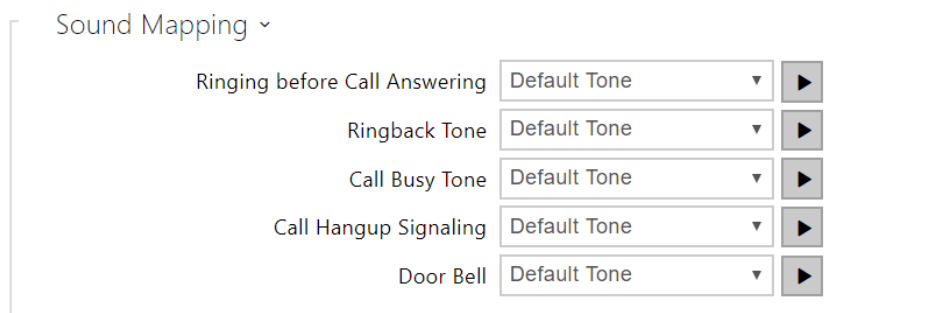 Sound Mapping
Ringing before Call Answering Default Tone
Ringback Tone Default Tone
Call Busy Tone Default Tone
Call Hangup Signaling Default Tone
Door Bell Default Tone